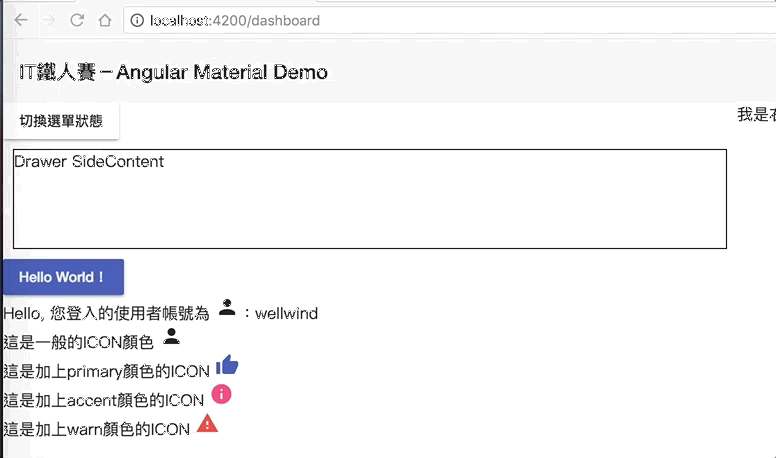 localhost:4200/dashboard
IT鐵人賽 – Angular Material Demo
切換選單狀態
我是
Drawer SideContent
Hello World！
Hello, 您登入的使用者帳號為 ：wellwind
這是一般的ICON顏色
這是加上primary顏色的ICON
這是加上accent顏色的ICON
這是加上warn顏色的ICON